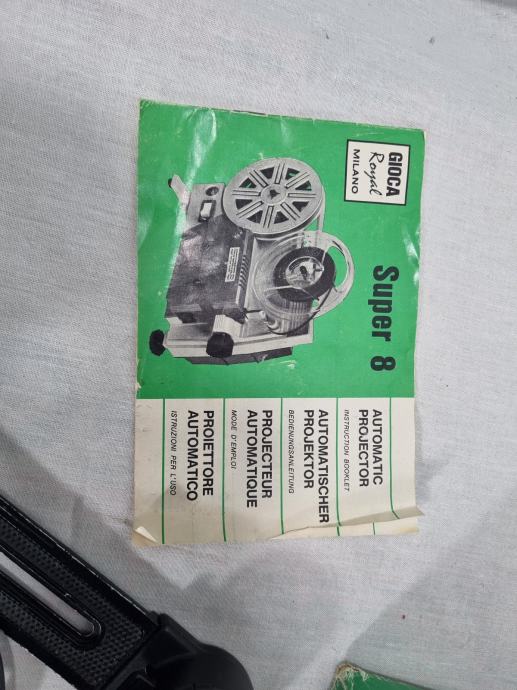 GIOCA
Royal
MILANO
Super 8
AUTOMATIC
PROJECTOR
INSTRUCTION BOOKLET
AUTOMATISCHER
PROJEKTOR
BEDIENUNGSANLEITUNG
PROJECTEUR
AUTOMATIQUE
MODE D'EMPLOI
PROIETTORE
AUTOMATICO
ISTRUZIONI PER L'USO